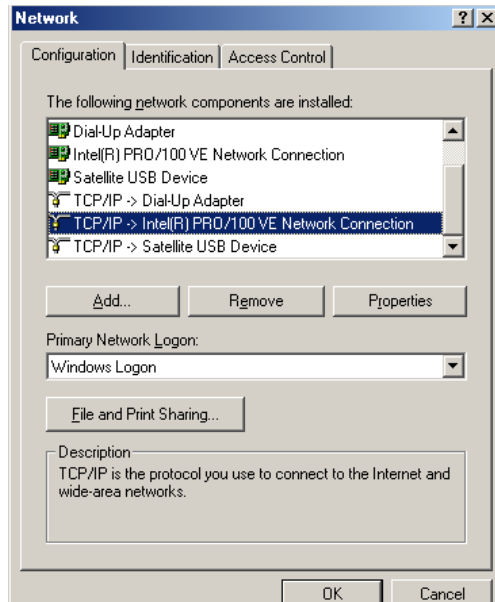 Network
Configuration Identification Access Control
The following network components are installed:
Dial-Up Adapter
Intel(R) PRO/100 VE Network Connection
Satellite USB Device
TCP/IP -> Dial-Up Adapter
TCP/IP -> Intel(R) PRO/100 VE Network Connection
TCP/IP -> Satellite USB Device
Add... Remove Properties
Primary Network Logon:
Windows Logon
File and Print Sharing...
Description
TCP/IP is the protocol you use to connect to the Internet and
wide-area networks.
OK Cancel